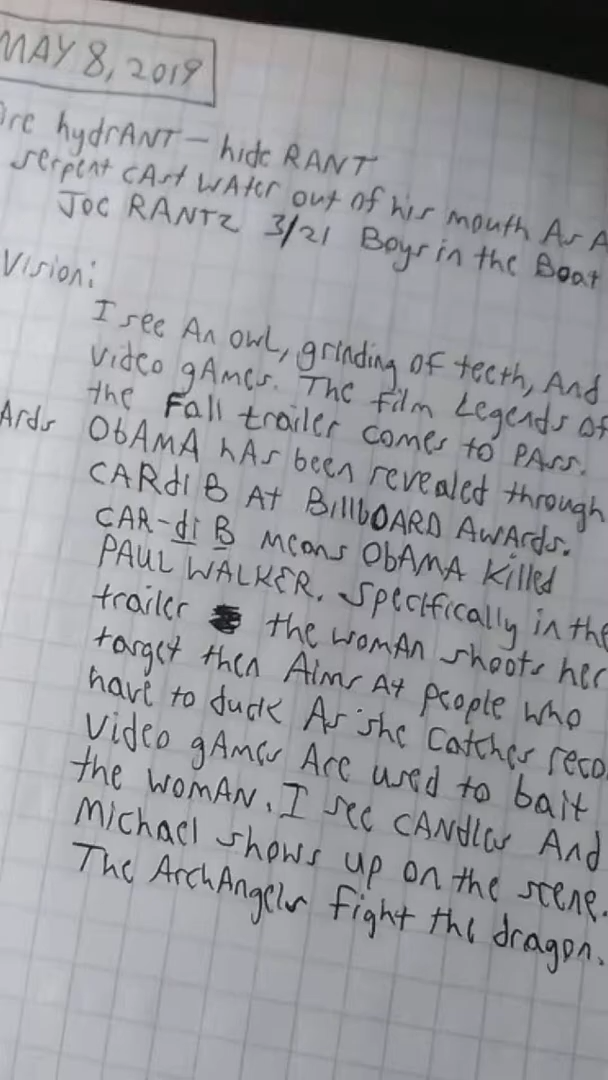 MAY 8, 2019
ire hydrANT - hide RANT
serpent cAst wAter out of his mouth As A
JOE RANTZ 3/21 Boys in the Boat
Vision:
I see An owl, grinding of teeth, And
video gAmes. The film Legends of
the Fall trailer comes to pAss.
Ards ObAMA hAs been revealed through
CARdi B At BillbOARD AwArds.
CAR-di B means ObAMA killed
PAUL WALKER. Specifically in the
trailer the womAn shoots her
target then Aims At people who
have to duck As she catches reco
Video gAmes Are used to bait
the womAn. I see cANdles And
Michael shows up on the scene.
The ArchAngels fight the dragon.